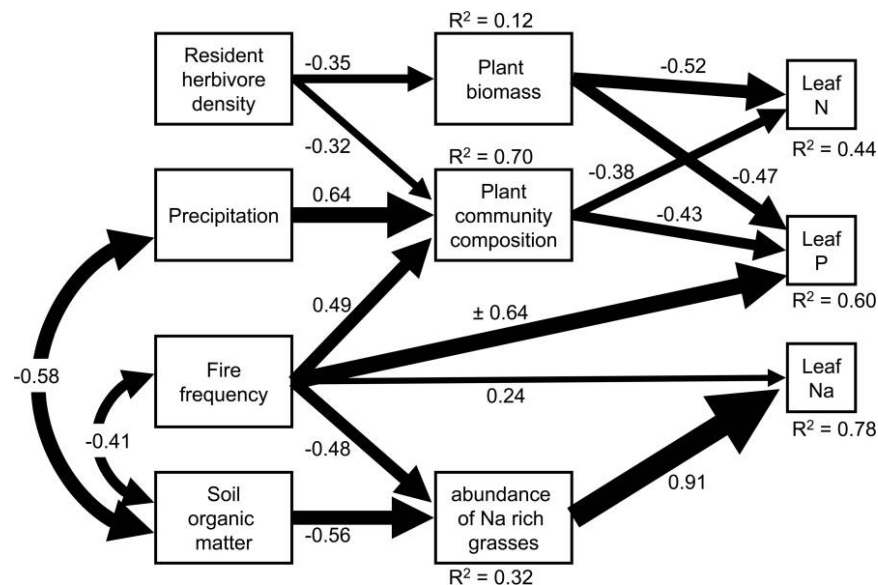 R² = 0.12
Resident
herbivore
density
-0.35
Plant
biomass
-0.52
Leaf
N
R² = 0.44
-0.32
R² = 0.70
-0.38
-0.47
Precipitation
0.64
Plant
community
composition
-0.43
Leaf
P
R² = 0.60
0.49
± 0.64
-0.58
Fire
frequency
0.24
Leaf
Na
R² = 0.78
-0.41
-0.48
Soil
organic
matter
-0.56
abundance
of Na rich
grasses
0.91
R² = 0.32